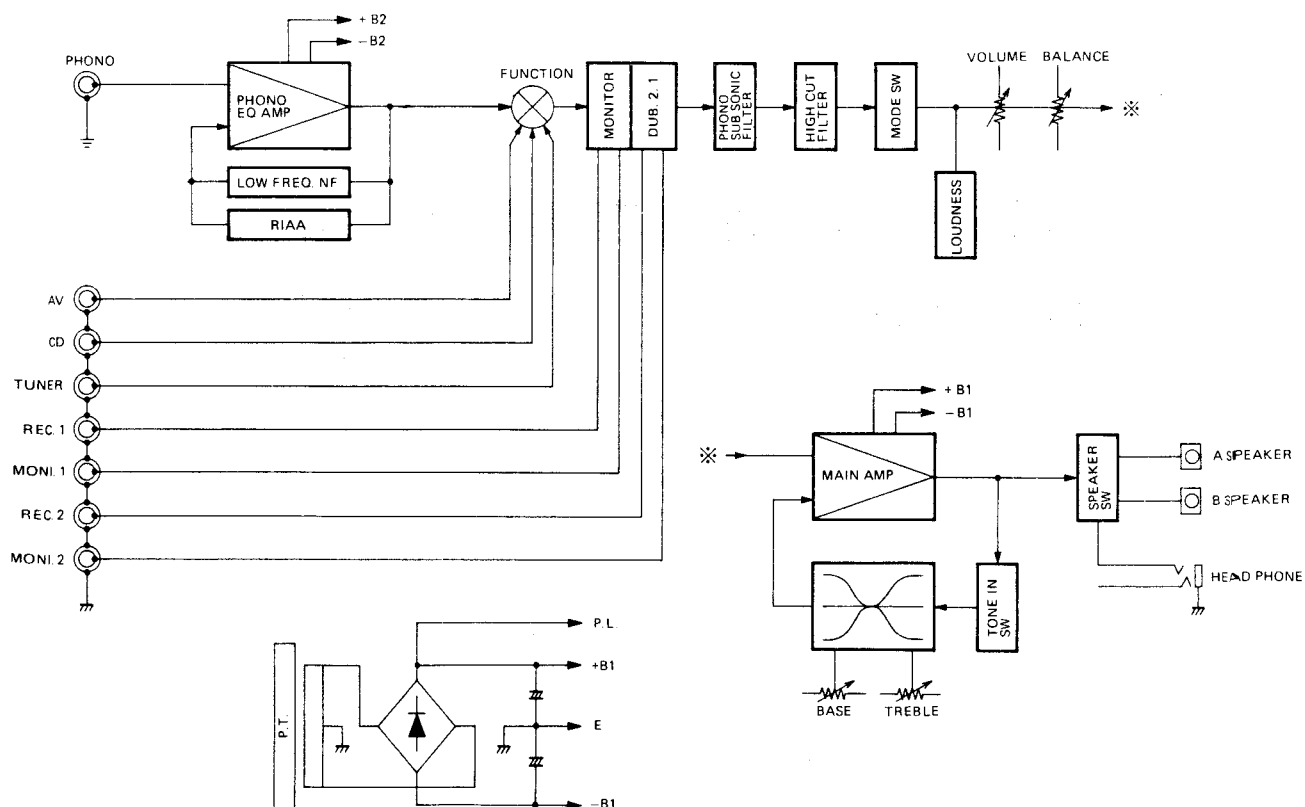 +B2
−B2
PHONO
PHONO
EQ AMP
LOW FREQ. NF
RIAA
FUNCTION
MONITOR
DUB. 2. 1
PHONO
SUB SONIC
FILTER
HIGH CUT
FILTER
MODE SW
VOLUME
BALANCE
※
LOUDNESS
AV
CD
TUNER
REC. 1
MONI. 1
REC. 2
MONI. 2
+B1
−B1
※
MAIN AMP
SPEAKER
SW
A SPEAKER
B SPEAKER
HEAD PHONE
TONE IN
SW
BASE
TREBLE
P.T.
P.L.
+B1
E
−B1